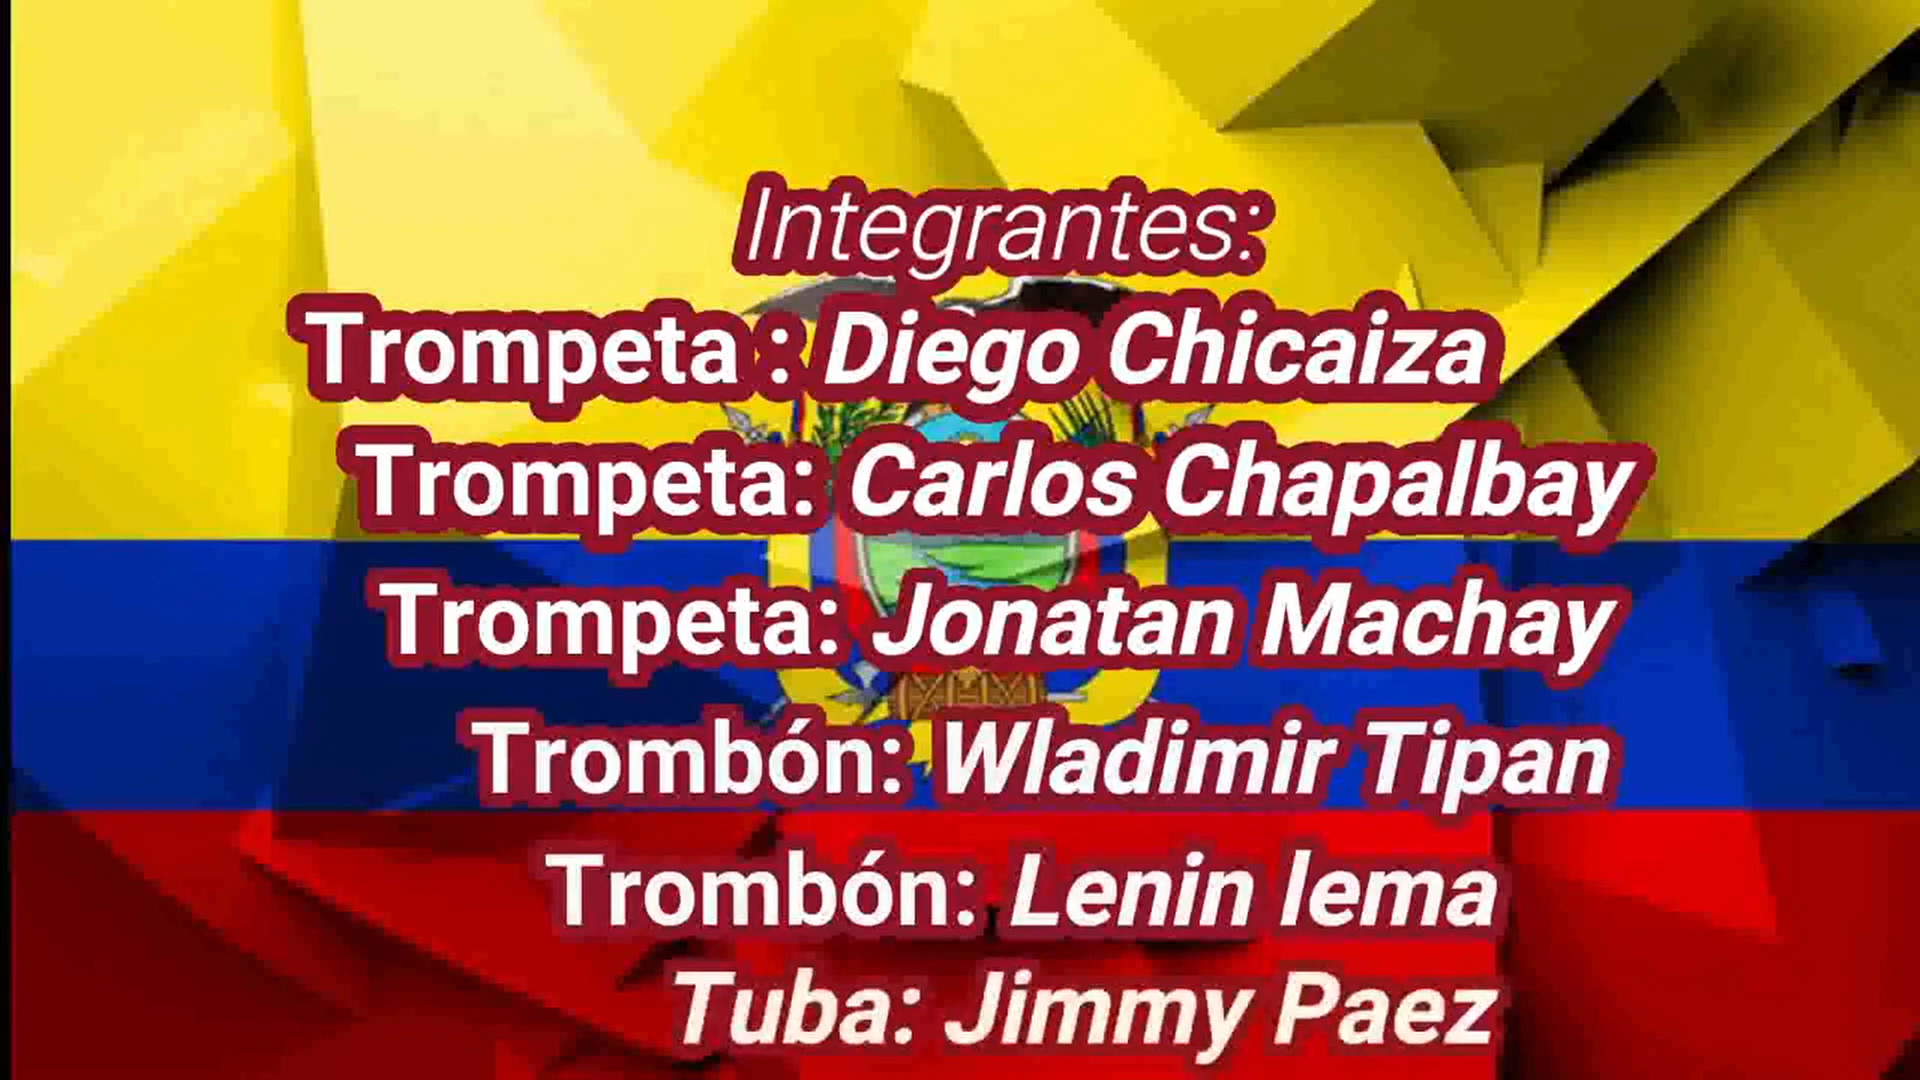 Integrantes:
Trompeta : Diego Chicaiza
Trompeta: Carlos Chapalbay
Trompeta: Jonatan Machay
Trombón: Wladimir Tipan
Trombón: Lenin lema
Tuba: Jimmy Paez